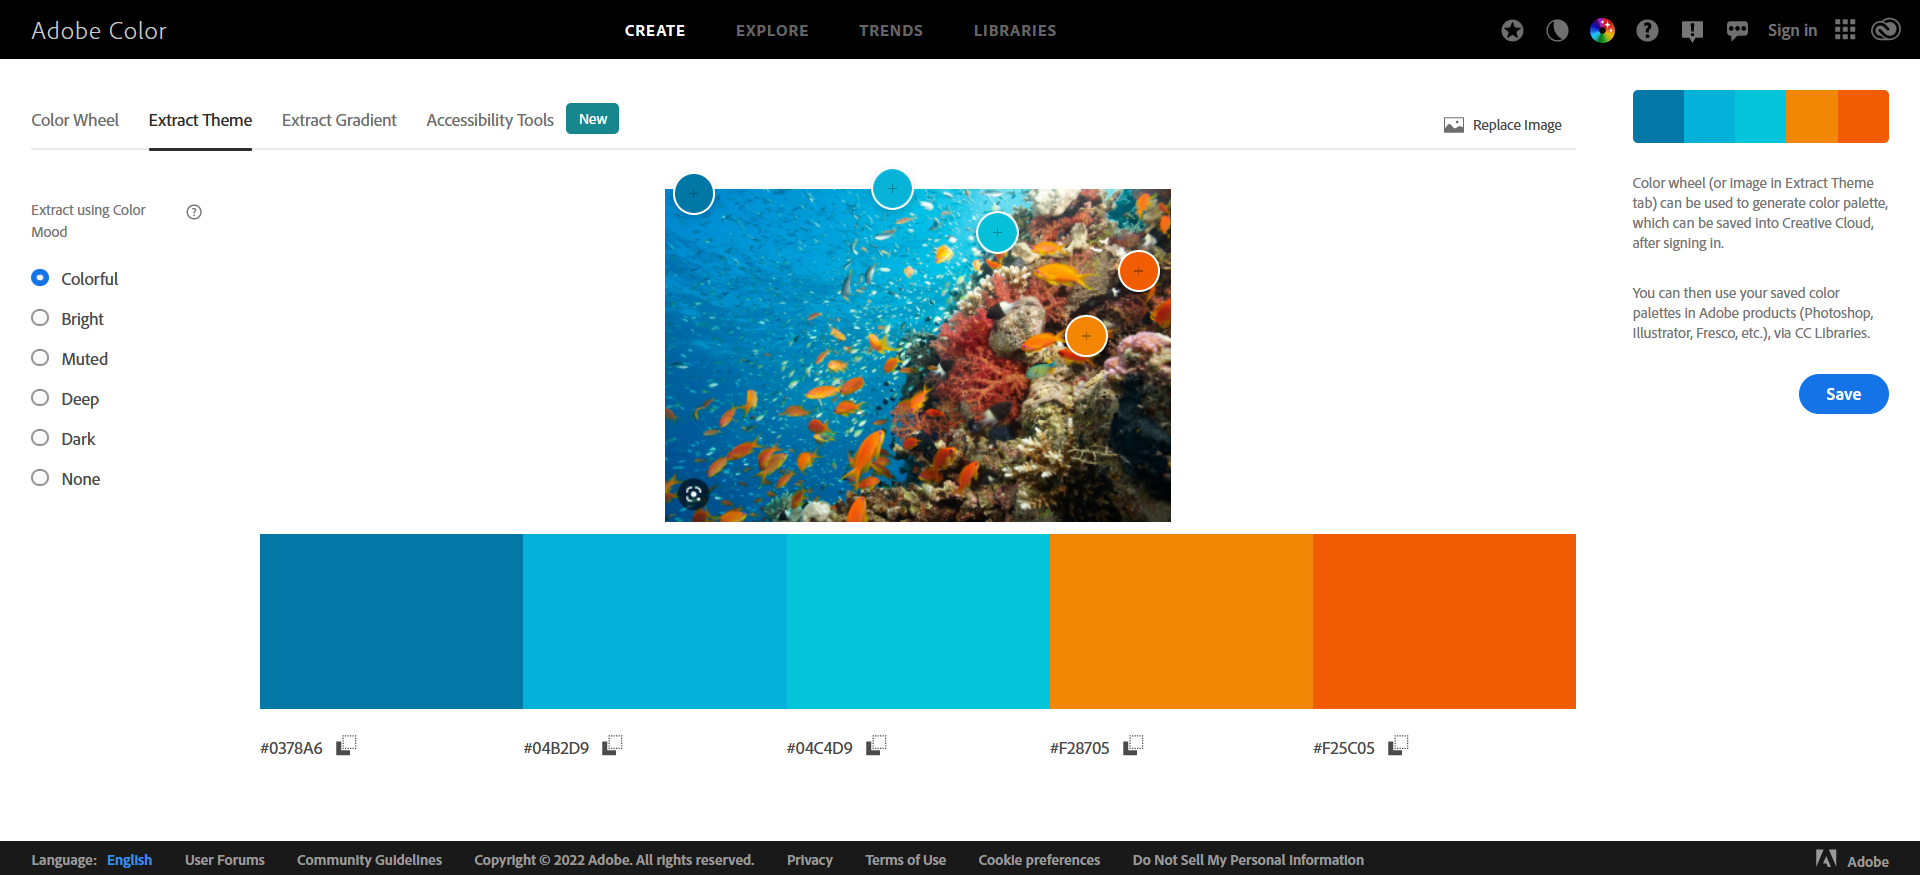 Adobe Color
CREATE
EXPLORE
TRENDS
LIBRARIES
Sign in
Color Wheel
Extract Theme
Extract Gradient
Accessibility Tools
New
Replace Image
Extract using Color
Mood
Colorful
Bright
Muted
Deep
Dark
None
#0378A6
#04B2D9
#04C4D9
#F28705
#F25C05
Color wheel (or image in Extract Theme
tab) can be used to generate color palette,
which can be saved into Creative Cloud,
after signing in.
You can then use your saved color
palettes in Adobe products (Photoshop,
Illustrator, Fresco, etc.), via CC Libraries.
Save
Language: English
User Forums
Community Guidelines
Copyright © 2022 Adobe. All rights reserved.
Privacy
Terms of Use
Cookie preferences
Do Not Sell My Personal Information
Adobe